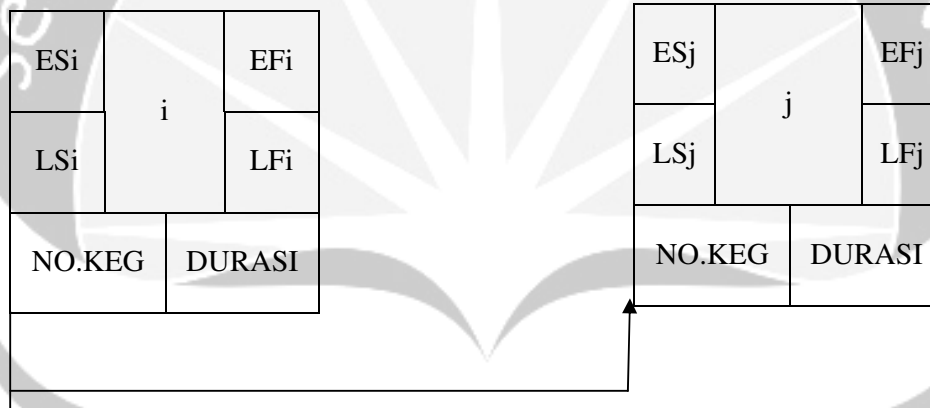 ESi EFi
i
LSi LFi
NO.KEG DURASI
ESj EFj
j
LSj LFj
NO.KEG DURASI